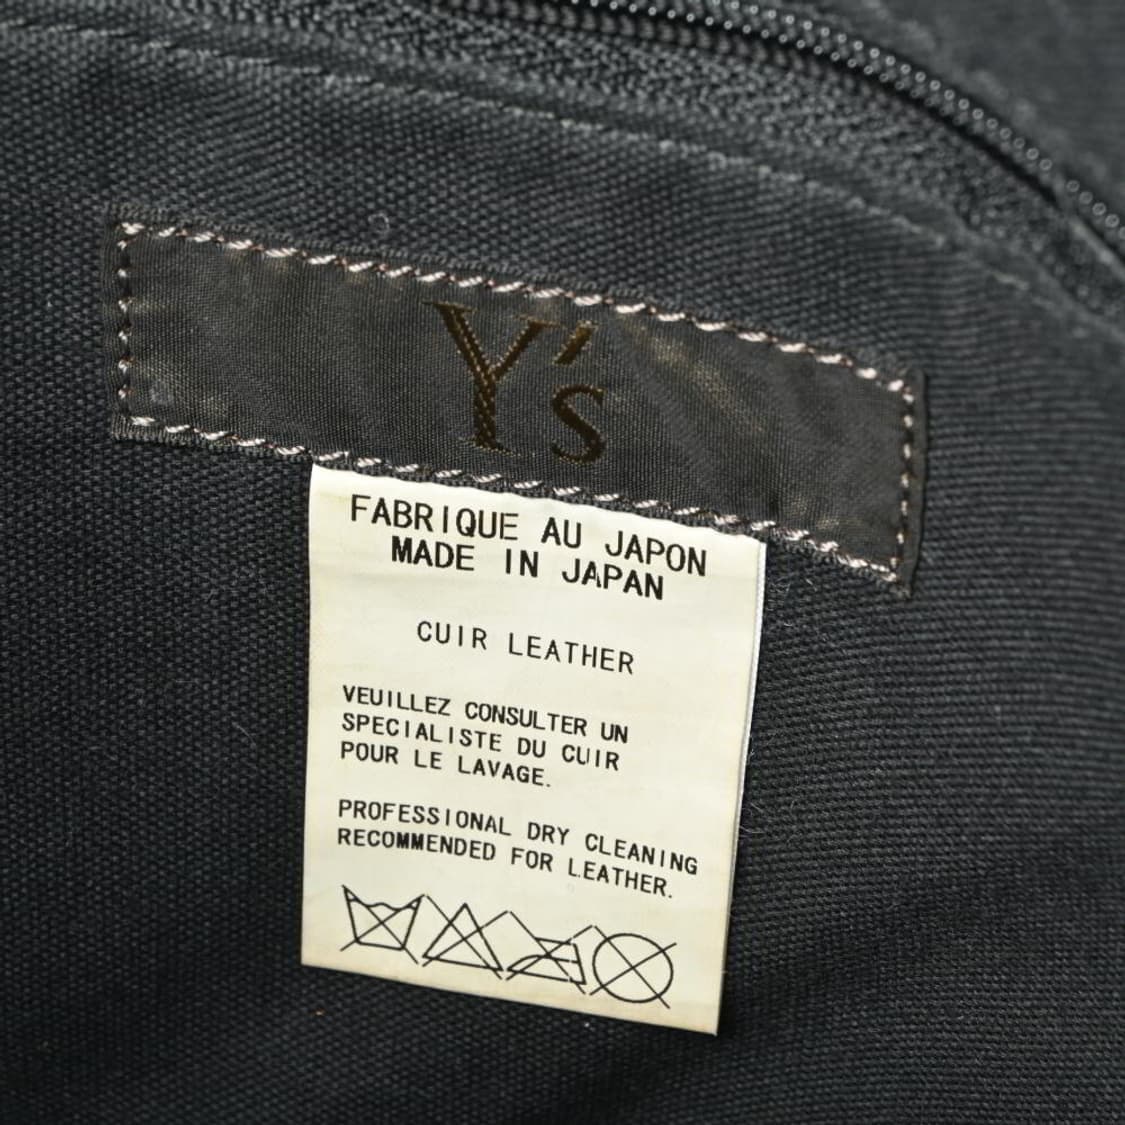 Y's
FABRIQUE AU JAPON
MADE IN JAPAN
CUIR LEATHER
VEUILLEZ CONSULTER UN
SPECIALISTE DU CUIR
POUR LE LAVAGE.
PROFESSIONAL DRY CLEANING
RECOMMENDED FOR LEATHER.